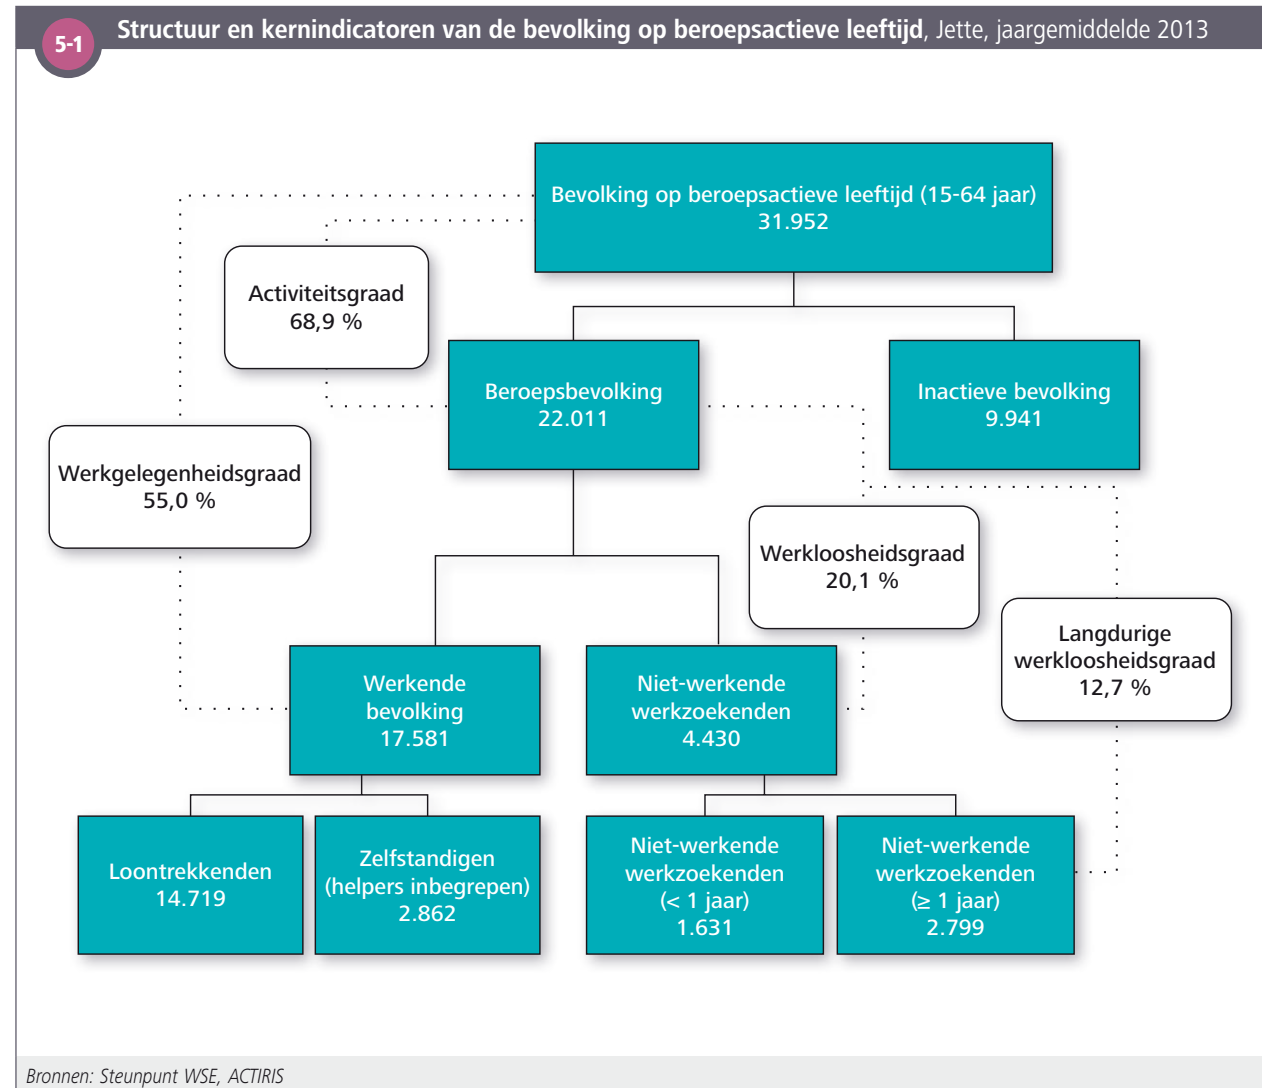 5-1
Structuur en kernindicatoren van de bevolking op beroepsactieve leeftijd, Jette, jaargemiddelde 2013
Bevolking op beroepsactieve leeftijd (15-64 jaar)
31.952
Activiteitsgraad
68,9 %
Beroepsbevolking
22.011
Inactieve bevolking
9.941
Werkgelegenheidsgraad
55,0 %
Werkloosheidsgraad
20,1 %
Langdurige
werkloosheidsgraad
12,7 %
Werkende
bevolking
17.581
Niet-werkende
werkzoekenden
4.430
Loontrekkenden
14.719
Zelfstandigen
(helpers inbegrepen)
2.862
Niet-werkende
werkzoekenden
(< 1 jaar)
1.631
Niet-werkende
werkzoekenden
(≥ 1 jaar)
2.799
Bronnen: Steunpunt WSE, ACTIRIS